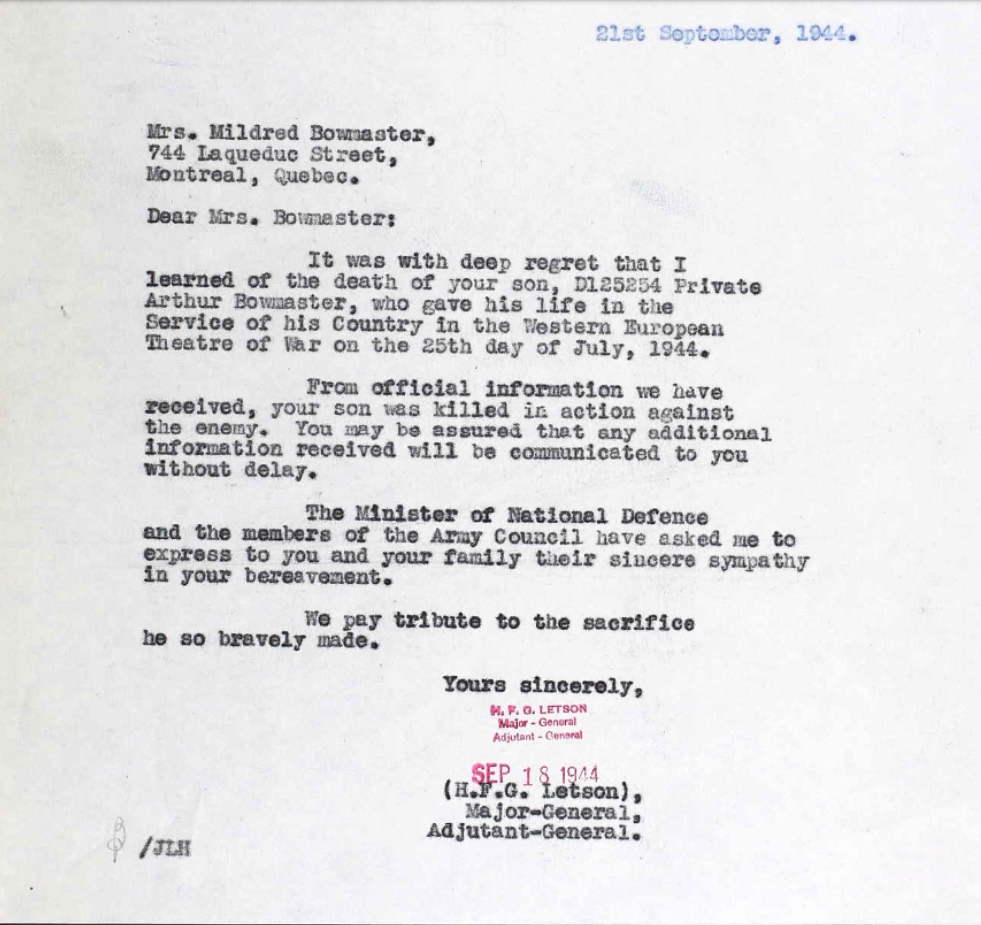 21st September, 1944.
Mrs. Mildred Bowmaster,
744 Laqueduc Street,
Montreal, Quebec.
Dear Mrs. Bowmaster:
It was with deep regret that I
learned of the death of your son, D125254 Private
Arthur Bowmaster, who gave his life in the
Service of his Country in the Western European
Theatre of War on the 25th day of July, 1944.
From official information we have
received, your son was killed in action against
the enemy. You may be assured that any additional
information received will be communicated to you
without delay.
The Minister of National Defence
and the members of the Army Council have asked me to
express to you and your family their sincere sympathy
in your bereavement.
We pay tribute to the sacrifice
he so bravely made.
Yours sincerely,
H. F. G. LETSON
Major - General
Adjutant - General
SEP 18 1944
(H.F.G. Letson),
Major-General,
Adjutant-General.
/JLH